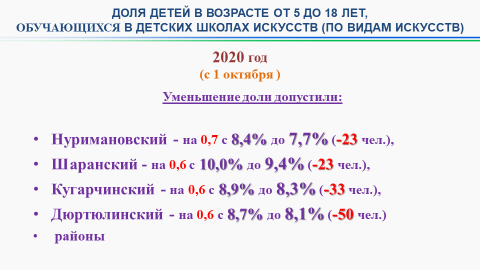 ДОЛЯ ДЕТЕЙ В ВОЗРАСТЕ ОТ 5 ДО 18 ЛЕТ,
ОБУЧАЮЩИХСЯ В ДЕТСКИХ ШКОЛАХ ИСКУССТВ (ПО ВИДАМ ИСКУССТВ)
2020 год
(с 1 октября )
Уменьшение доли допустили:
• Нуримановский - на 0,7 с 8,4% до 7,7% (-23 чел.),
• Шаранский - на 0,6 с 10,0% до 9,4% (-23 чел.),
• Кугарчинский - на 0,6 с 8,9% до 8,3% (-33 чел.),
• Дюртюлинский - на 0,6 с 8,7% до 8,1% (-50 чел.)
• районы